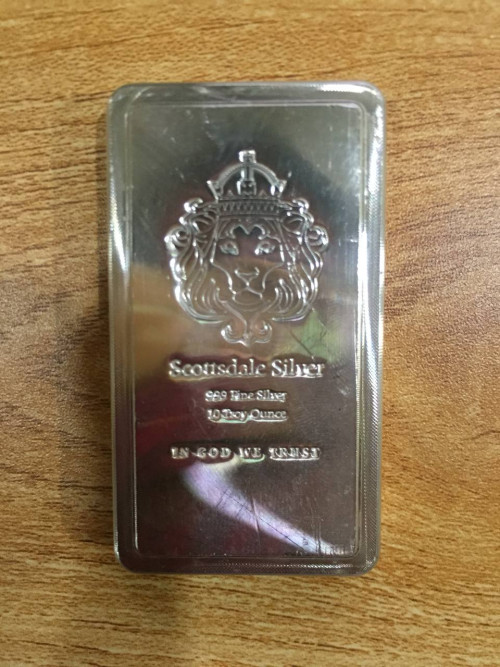 Scottsdale Silver
999 Fine Silver
10 Troy Ounce
IN GOD WE TRUST